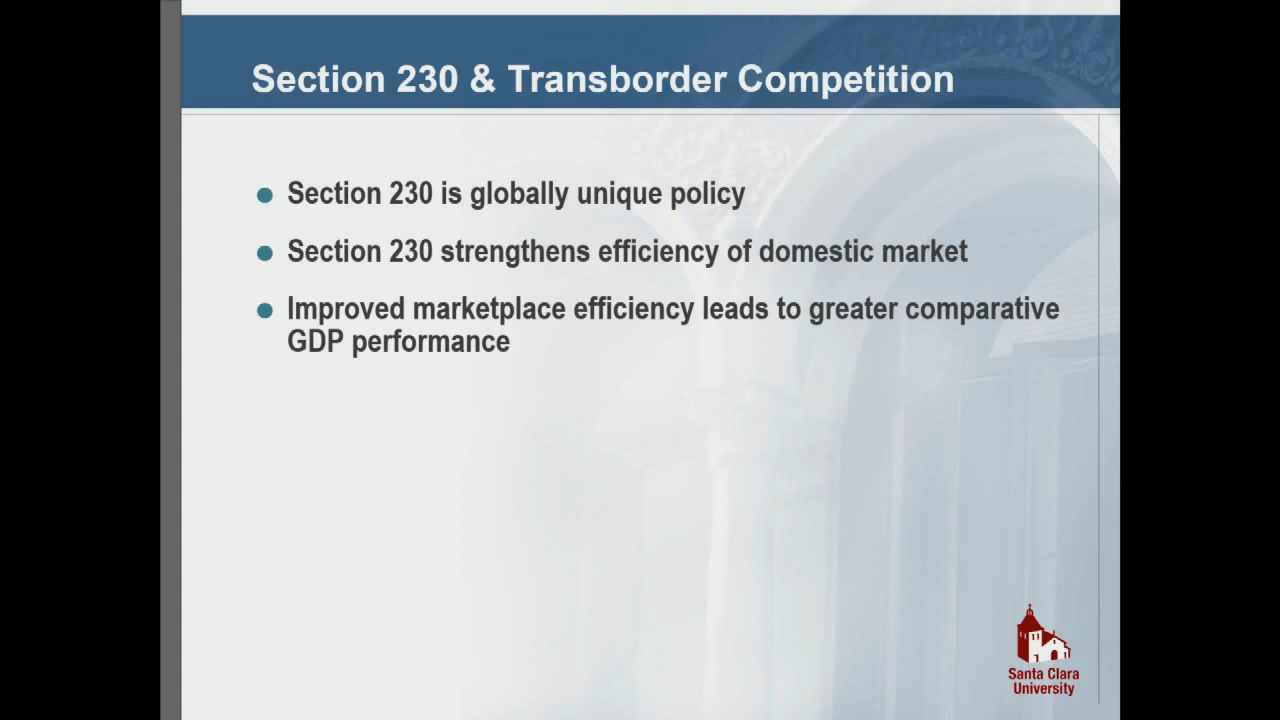 Section 230 & Transborder Competition
Section 230 is globally unique policy
Section 230 strengthens efficiency of domestic market
Improved marketplace efficiency leads to greater comparative
GDP performance
Santa Clara
University